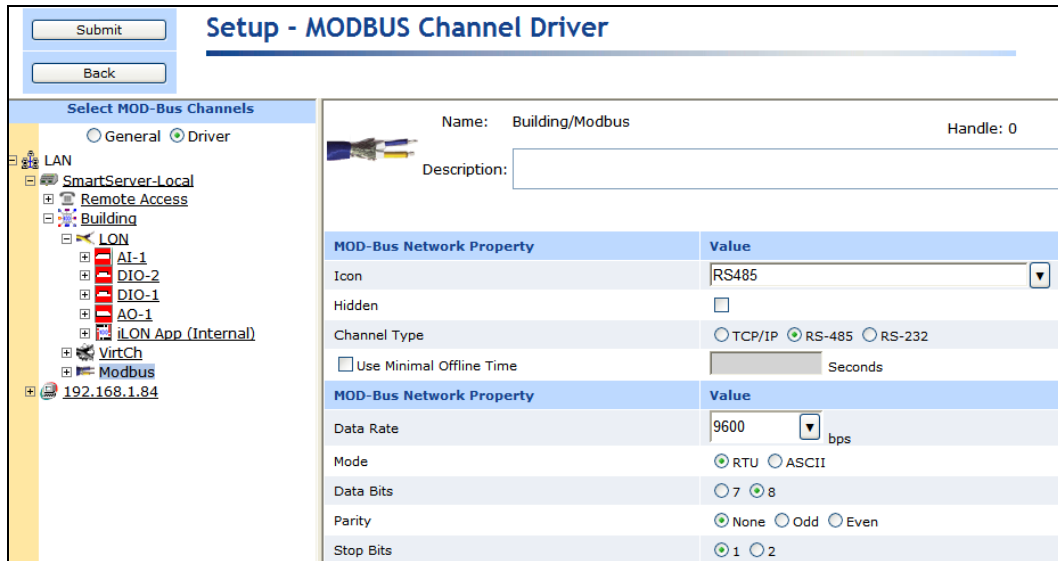 Submit
Back
Setup - MODBUS Channel Driver
Select MOD-Bus Channels
General Driver
LAN
SmartServer-Local
Remote Access
Building
LON
AI-1
DIO-2
DIO-1
AO-1
iLON App (Internal)
VirtCh
Modbus
192.168.1.84
Name: Building/Modbus Handle: 0
Description:
MOD-Bus Network Property Value
Icon RS485
Hidden
Channel Type TCP/IP RS-485 RS-232
Use Minimal Offline Time Seconds
MOD-Bus Network Property Value
Data Rate 9600 bps
Mode RTU ASCII
Data Bits 7 8
Parity None Odd Even
Stop Bits 1 2